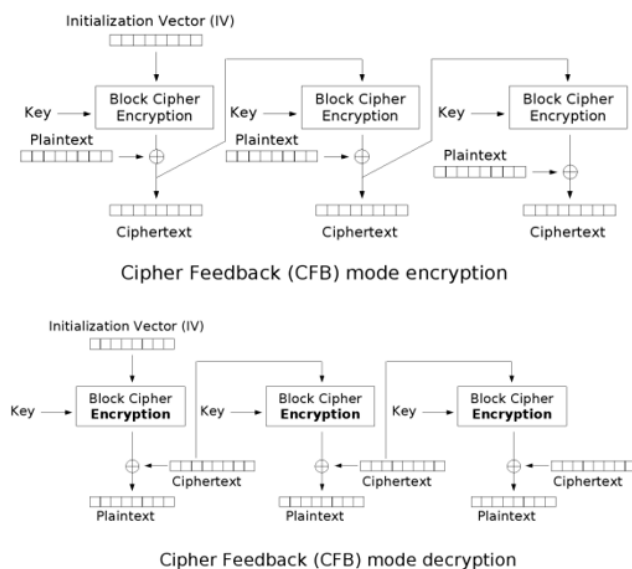 Initialization Vector (IV)
Key
Block Cipher
Encryption
Key
Block Cipher
Encryption
Key
Block Cipher
Encryption
Plaintext
Plaintext
Plaintext
Ciphertext
Ciphertext
Ciphertext
Cipher Feedback (CFB) mode encryption
Initialization Vector (IV)
Key
Block Cipher
Encryption
Key
Block Cipher
Encryption
Key
Block Cipher
Encryption
Ciphertext
Ciphertext
Ciphertext
Plaintext
Plaintext
Plaintext
Cipher Feedback (CFB) mode decryption